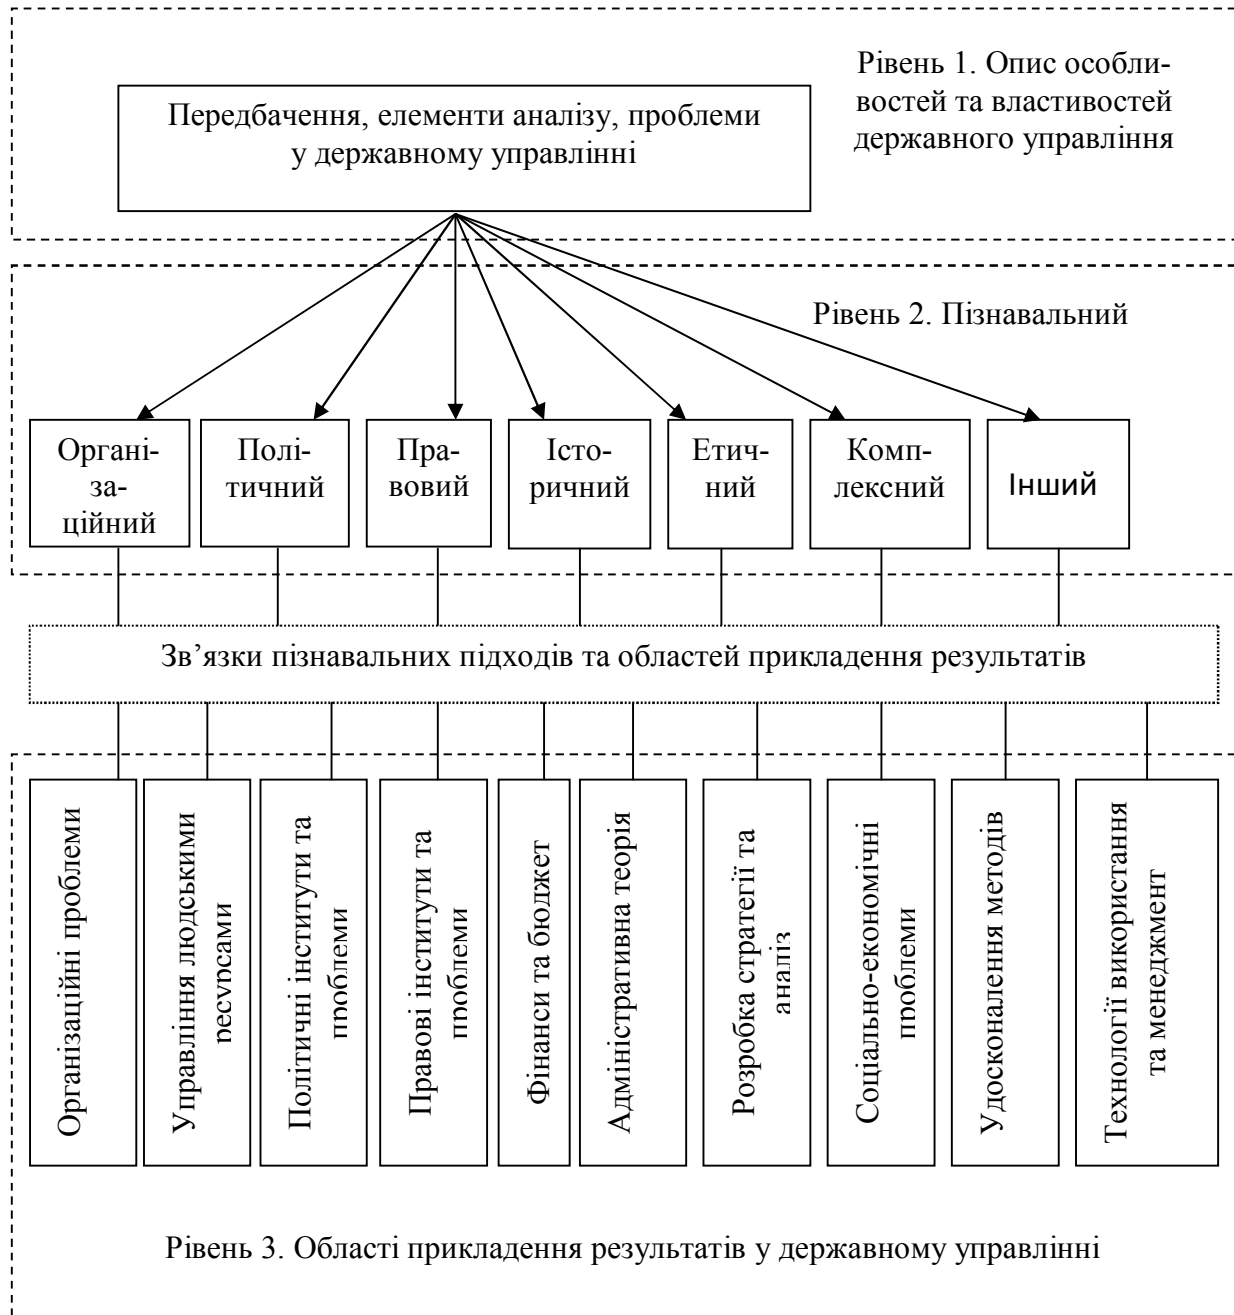 Рівень 1. Опис особли-
востей та властивостей
державного управління
Передбачення, елементи аналізу, проблеми
у державному управлінні
Рівень 2. Пізнавальний
Органі-
за-
ційний
Полі-
тичний
Пра-
вовий
Істо-
ричний
Етич-
ний
Комп-
лексний
Інший
Зв’язки пізнавальних підходів та областей прикладення результатів
Організаційні проблеми
Управління людськими
ресурсами
Політичні інститути та
проблеми
Правові інститути та
проблеми
Фінанси та бюджет
Адміністративна теорія
Розробка стратегії та
аналіз
Соціально-економічні
проблеми
Удосконалення методів
Технології використання
та менеджмент
Рівень 3. Області прикладення результатів у державному управлінні